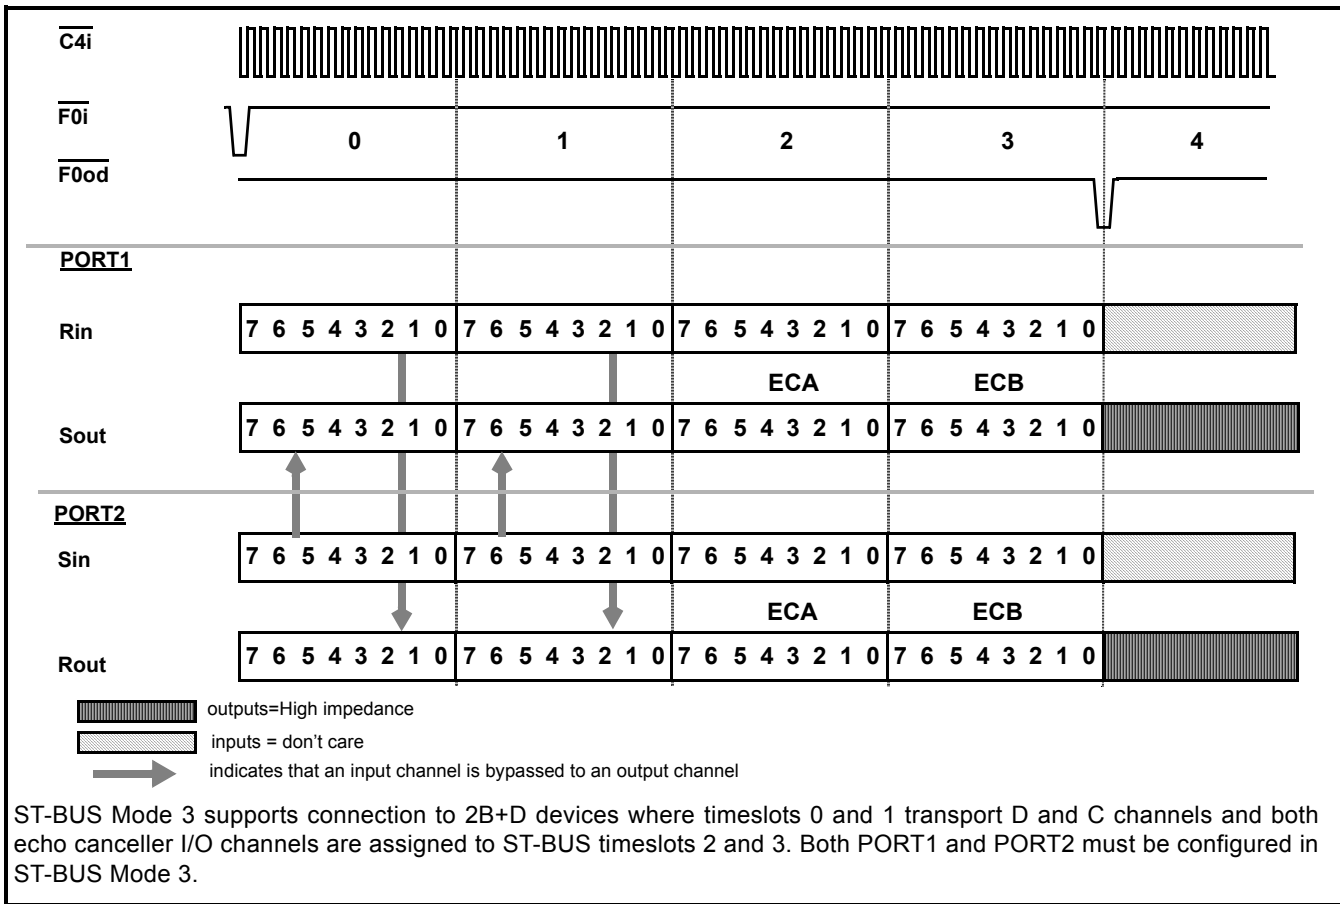 C4i
F0i
0 1 2 3 4
F0od
PORT1
Rin 7 6 5 4 3 2 1 0 7 6 5 4 3 2 1 0 7 6 5 4 3 2 1 0 7 6 5 4 3 2 1 0
ECA ECB
Sout 7 6 5 4 3 2 1 0 7 6 5 4 3 2 1 0 7 6 5 4 3 2 1 0 7 6 5 4 3 2 1 0
PORT2
Sin 7 6 5 4 3 2 1 0 7 6 5 4 3 2 1 0 7 6 5 4 3 2 1 0 7 6 5 4 3 2 1 0
ECA ECB
Rout 7 6 5 4 3 2 1 0 7 6 5 4 3 2 1 0 7 6 5 4 3 2 1 0 7 6 5 4 3 2 1 0
outputs=High impedance
inputs = don't care
indicates that an input channel is bypassed to an output channel
ST-BUS Mode 3 supports connection to 2B+D devices where timeslots 0 and 1 transport D and C channels and both
echo canceller I/O channels are assigned to ST-BUS timeslots 2 and 3. Both PORT1 and PORT2 must be configured in
ST-BUS Mode 3.